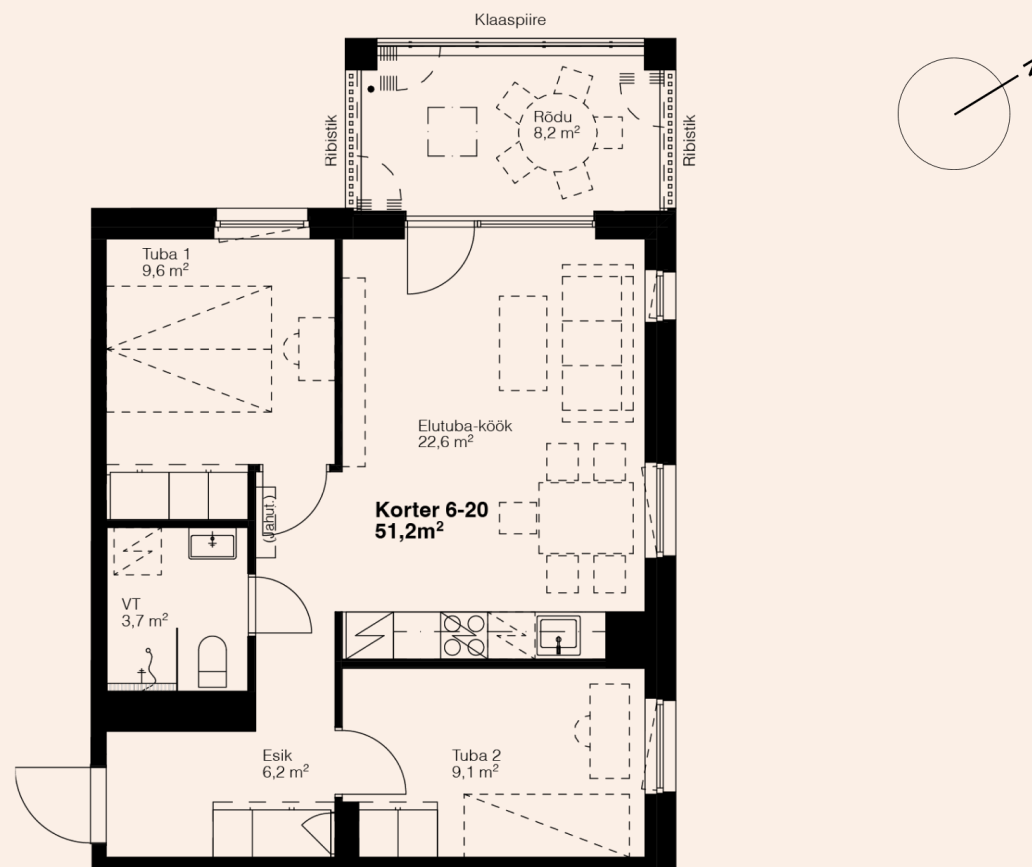 Klaaspiire
Ribistik
Rõdu
8,2 m²
Ribistik
Tuba 1
9,6 m²
Elutuba-köök
22,6 m²
Korter 6-20
51,2m²
(Jahut.)
VT
3,7 m²
Esik
6,2 m²
Tuba 2
9,1 m²